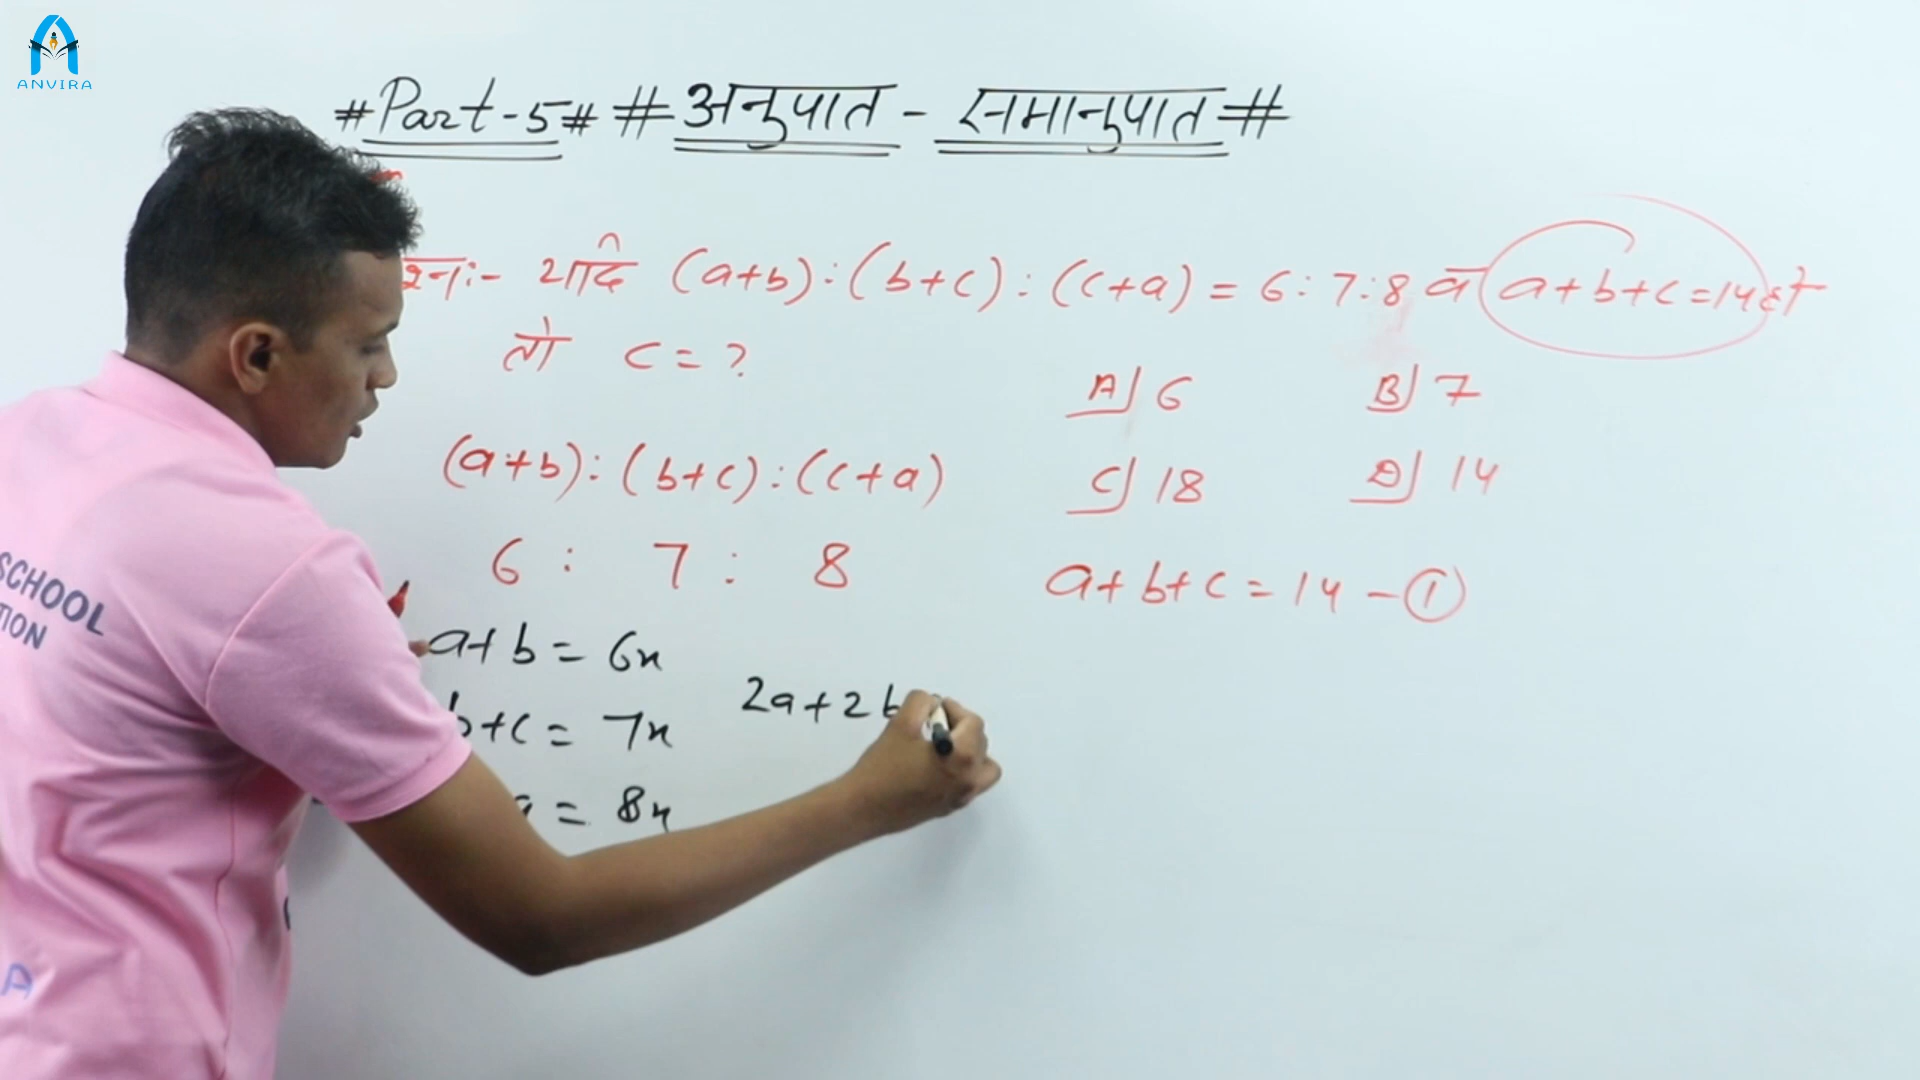 ANVIRA
#Part-5# #अनुपात - समानुपात#
यदि (a+b):(b+c):(c+a) = 6:7:8 व a+b+c=14 हो
तो c = ?
A) 6 B) 7
C) 18 D) 14
(a+b):(b+c):(c+a)
6 : 7 : 8
a+b+c = 14 - ①
a+b = 6x
b+c = 7x
2a+2b
a = 8x
SCHOOL
A